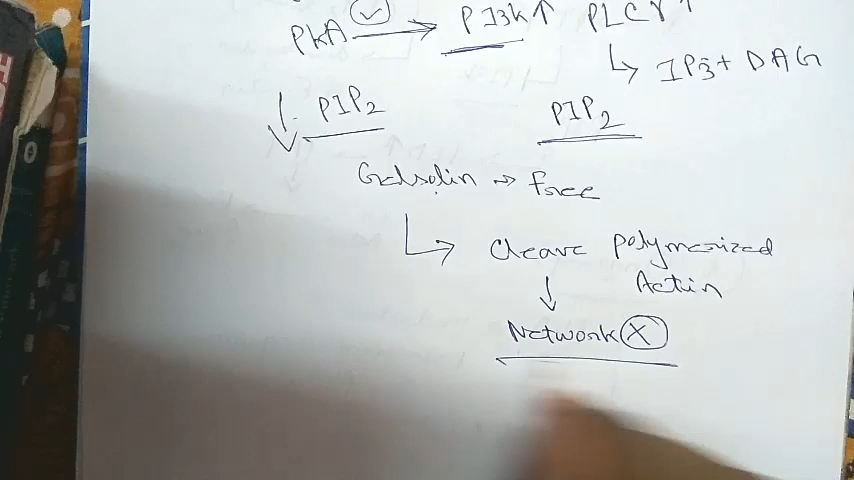 PKA → PI3K↑ PLCγ↑
↳ IP3 + DAG
↓ PIP2 PIP2
Gelsolin → free
↳ Cleave polymerized
Actin
↓
Network X